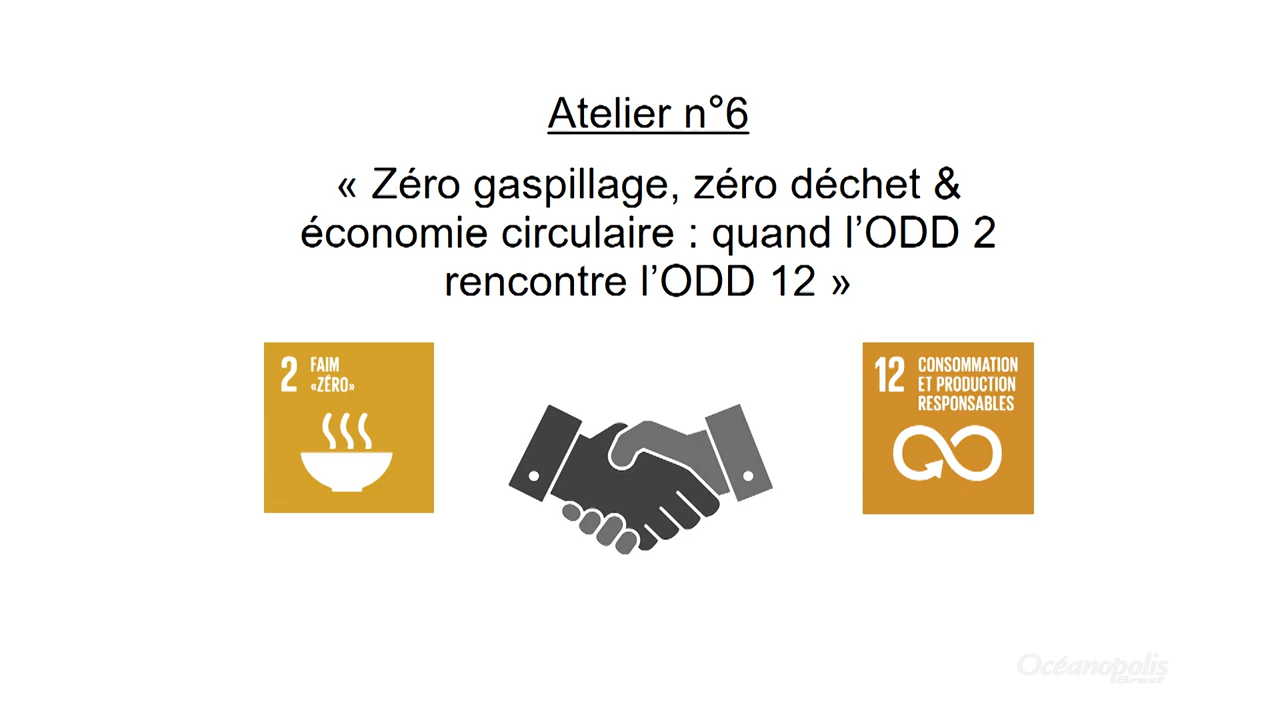 Atelier n°6
« Zéro gaspillage, zéro déchet &
économie circulaire : quand l’ODD 2
rencontre l’ODD 12 »
2 FAIM
«ZÉRO»
12 CONSOMMATION
ET PRODUCTION
RESPONSABLES
Océanopolis
Brest